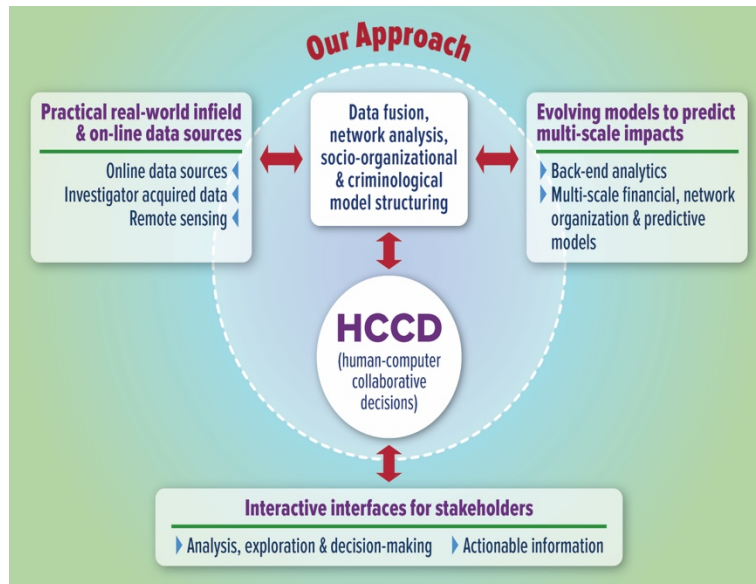 Our Approach
Practical real-world infield
& on-line data sources
Online data sources
Investigator acquired data
Remote sensing
Data fusion,
network analysis,
socio-organizational
& criminological
model structuring
Evolving models to predict
multi-scale impacts
Back-end analytics
Multi-scale financial, network
organization & predictive
models
HCCD
(human-computer
collaborative
decisions)
Interactive interfaces for stakeholders
Analysis, exploration & decision-making Actionable information